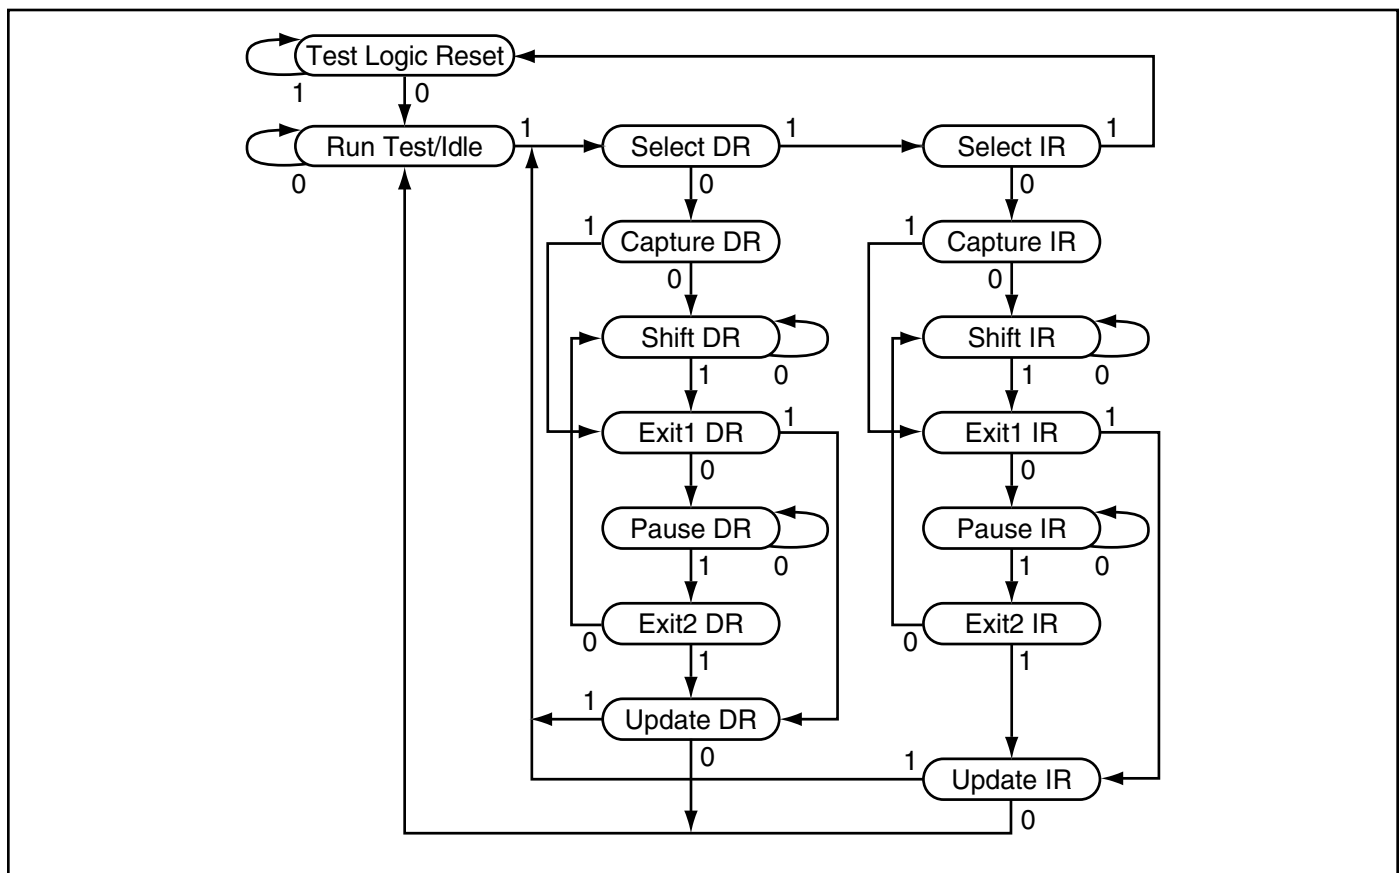 Test Logic Reset
1 0
Run Test/Idle 1 Select DR 1 Select IR 1
0 0 0
1 Capture DR 1 Capture IR
0 0
Shift DR Shift IR
1 0 1 0
Exit1 DR 1 Exit1 IR 1
0 0
Pause DR Pause IR
1 0 1 0
Exit2 DR Exit2 IR
0 1 0 1
1 Update DR
0 1
Update IR
0